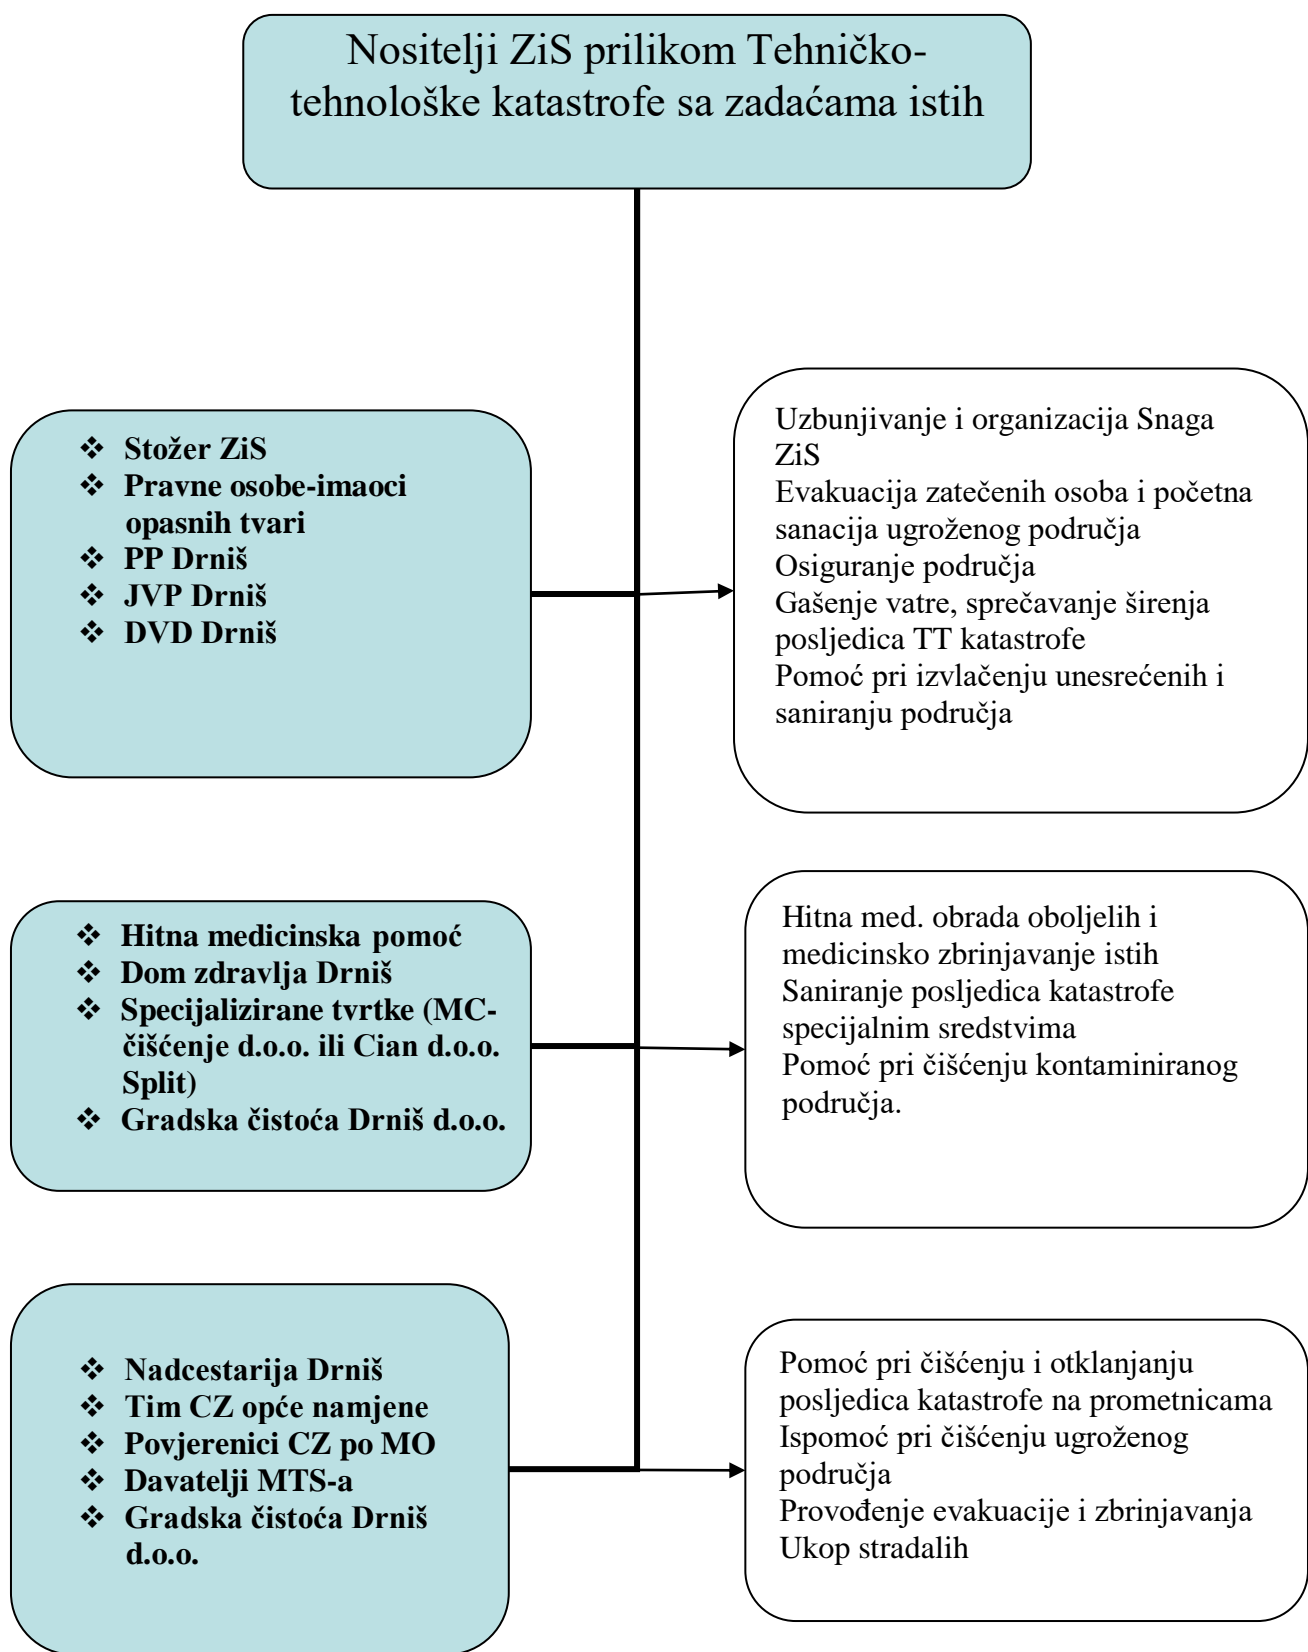 Nositelji ZiS prilikom Tehničko-
tehnološke katastrofe sa zadaćama istih
❖ Stožer ZiS
❖ Pravne osobe-imaoci
opasnih tvari
❖ PP Drniš
❖ JVP Drniš
❖ DVD Drniš
Uzbunjivanje i organizacija Snaga
ZiS
Evakuacija zatečenih osoba i početna
sanacija ugroženog područja
Osiguranje područja
Gašenje vatre, sprečavanje širenja
posljedica TT katastrofe
Pomoć pri izvlačenju unesrećenih i
saniranju područja
❖ Hitna medicinska pomoć
❖ Dom zdravlja Drniš
❖ Specijalizirane tvrtke (MC-
čišćenje d.o.o. ili Cian d.o.o.
Split)
❖ Gradska čistoća Drniš d.o.o.
Hitna med. obrada oboljelih i
medicinsko zbrinjavanje istih
Saniranje posljedica katastrofe
specijalnim sredstvima
Pomoć pri čišćenju kontaminiranog
područja.
❖ Nadcestarija Drniš
❖ Tim CZ opće namjene
❖ Povjerenici CZ po MO
❖ Davatelji MTS-a
❖ Gradska čistoća Drniš
d.o.o.
Pomoć pri čišćenju i otklanjanju
posljedica katastrofe na prometnicama
Ispomoć pri čišćenju ugroženog
područja
Provođenje evakuacije i zbrinjavanja
Ukop stradalih